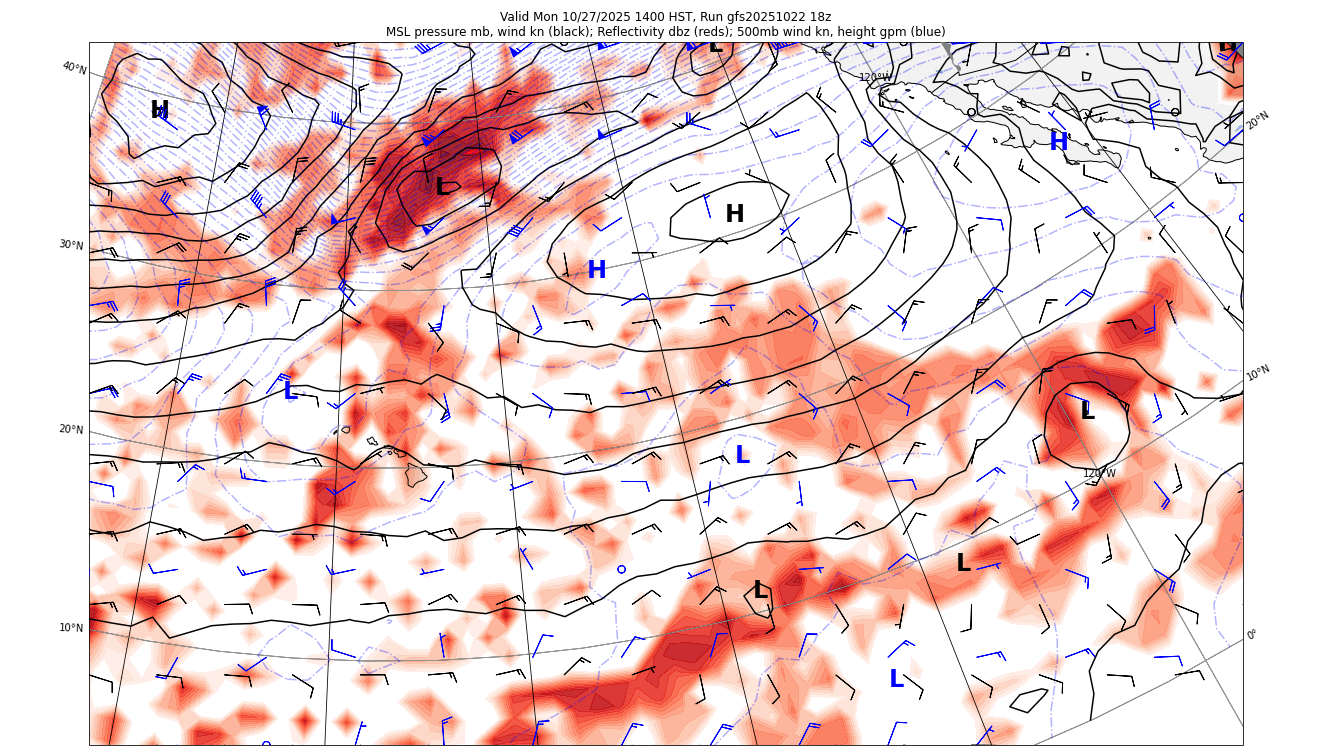 Valid Mon 10/27/2025 1400 HST, Run gfs20251022 18z
MSL pressure mb, wind kn (black); Reflectivity dbz (reds); 500mb wind kn, height gpm (blue)
L
H
40°N
120°W
H
20°N
H
L
H
30°N
H
10°N
L
L
20°N
L
120°W
L
L
10°N
0°
L